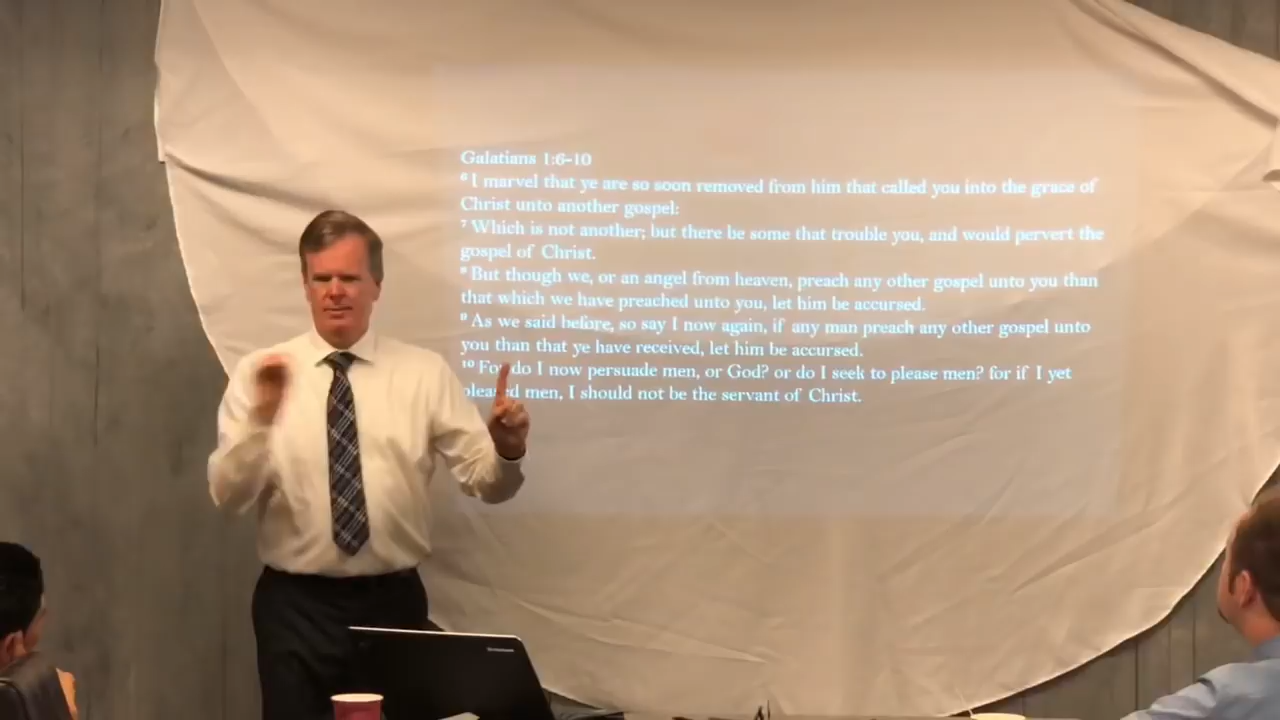 Galatians 1:6-10
⁶ I marvel that ye are so soon removed from him that called you into the grace of
Christ unto another gospel:
⁷ Which is not another; but there be some that trouble you, and would pervert the
gospel of Christ.
⁸ But though we, or an angel from heaven, preach any other gospel unto you than
that which we have preached unto you, let him be accursed.
⁹ As we said before, so say I now again, if any man preach any other gospel unto
you than that ye have received, let him be accursed.
¹⁰ For do I now persuade men, or God? or do I seek to please men? for if I yet
pleased men, I should not be the servant of Christ.